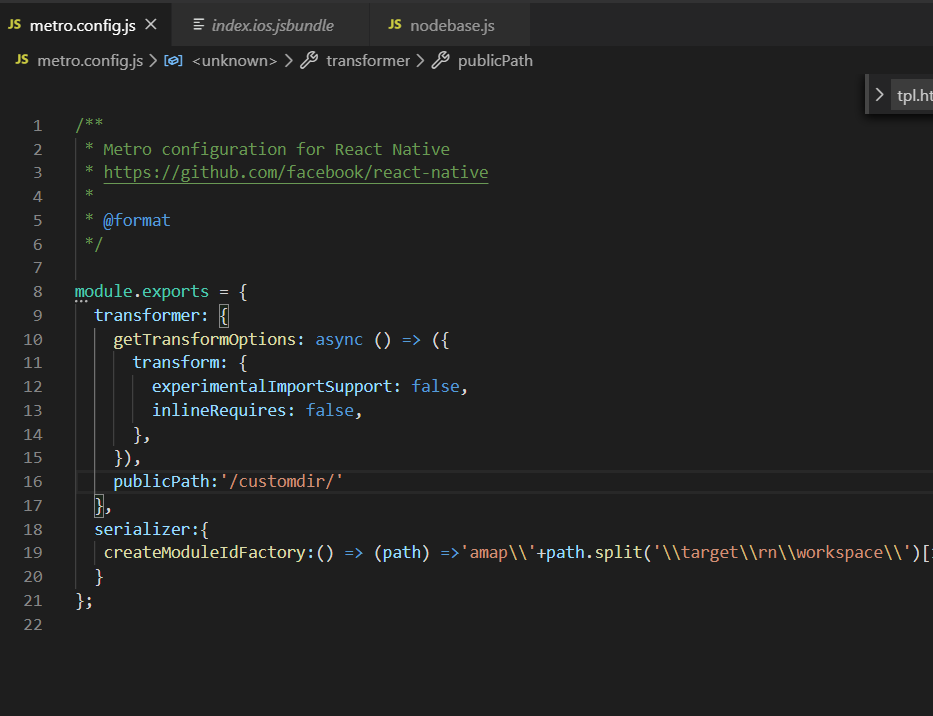 JS metro.config.js × index.ios.jsbundle JS nodebase.js
JS metro.config.js > <unknown> > transformer > publicPath
> tpl.ht
1 /**
2 * Metro configuration for React Native
3 * https://github.com/facebook/react-native
4 *
5 * @format
6 */
7
8 module.exports = {
9 transformer: {
10 getTransformOptions: async () => ({
11 transform: {
12 experimentalImportSupport: false,
13 inlineRequires: false,
14 },
15 }),
16 publicPath:'/customdir/'
17 },
18 serializer:{
19 createModuleIdFactory:() => (path) =>'amap\\'+path.split('\\target\\rn\\workspace\\')[
20 }
21 };
22